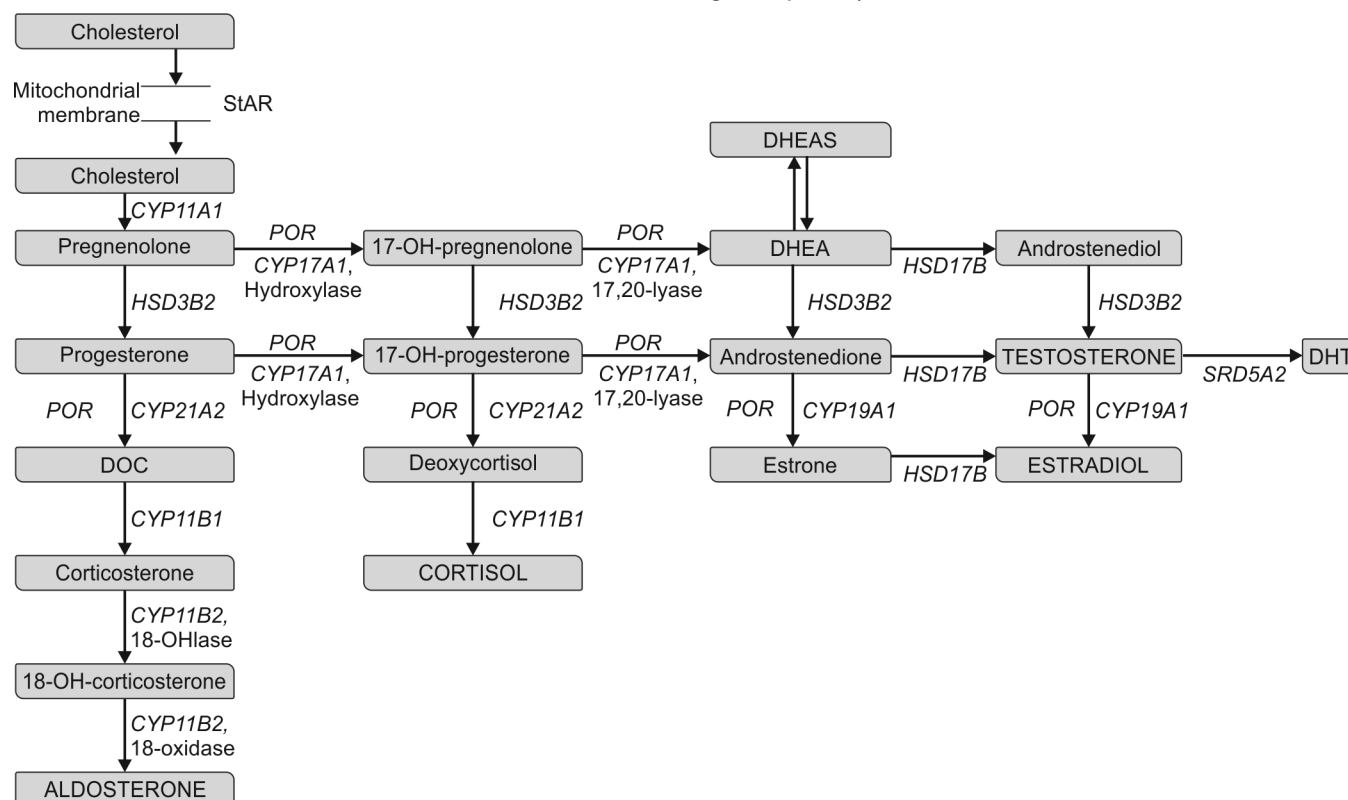 Cholesterol
Mitochondrial
membrane
StAR
DHEAS
Cholesterol
CYP11A1
POR
POR
Pregnenolone
17-OH-pregnenolone
DHEA
Androstenediol
CYP17A1,
Hydroxylase
CYP17A1,
17,20-lyase
HSD17B
HSD3B2
HSD3B2
HSD3B2
HSD3B2
POR
POR
Progesterone
17-OH-progesterone
Androstenedione
TESTOSTERONE
DHT
CYP17A1,
Hydroxylase
CYP17A1,
17,20-lyase
HSD17B
SRD5A2
POR
CYP21A2
POR
CYP21A2
POR
CYP19A1
POR
CYP19A1
DOC
Deoxycortisol
Estrone
ESTRADIOL
HSD17B
CYP11B1
CYP11B1
Corticosterone
CORTISOL
CYP11B2,
18-OHlase
18-OH-corticosterone
CYP11B2,
18-oxidase
ALDOSTERONE